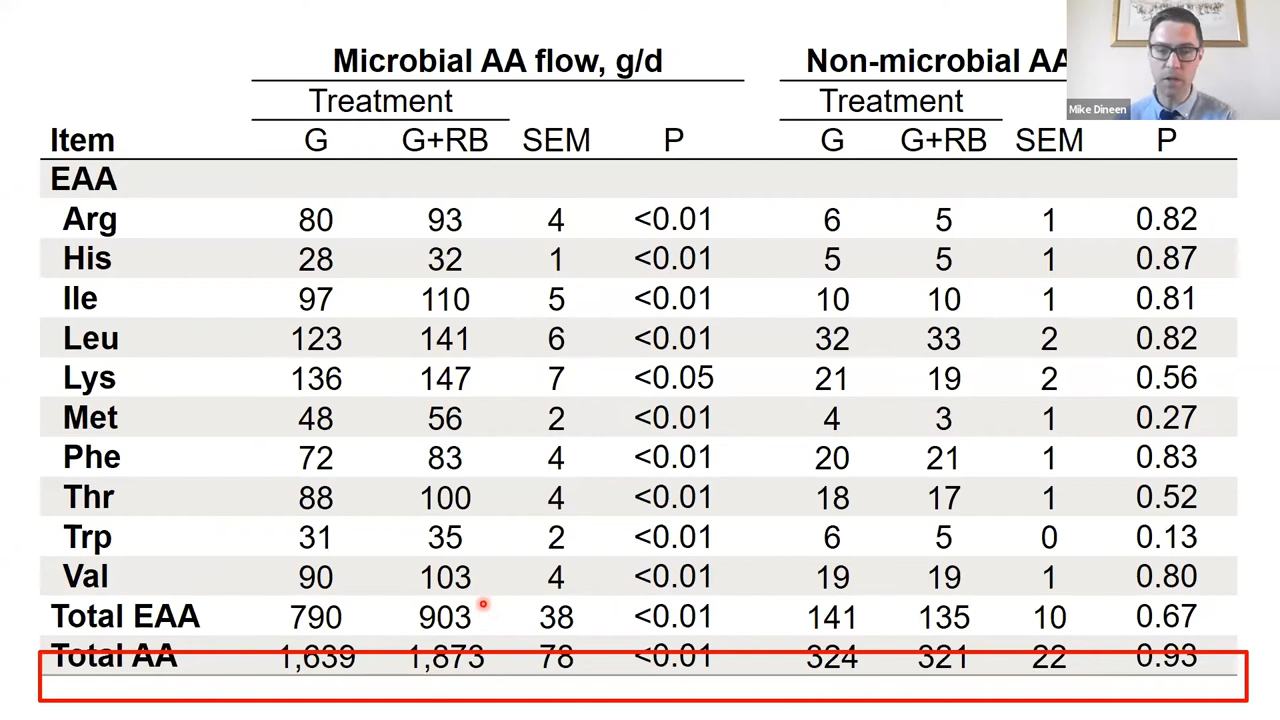 Microbial AA flow, g/d Non-microbial AA
Mike Dineen
Treatment Treatment
Item G G+RB SEM P G G+RB SEM P
EAA
Arg 80 93 4 <0.01 6 5 1 0.82
His 28 32 1 <0.01 5 5 1 0.87
Ile 97 110 5 <0.01 10 10 1 0.81
Leu 123 141 6 <0.01 32 33 2 0.82
Lys 136 147 7 <0.05 21 19 2 0.56
Met 48 56 2 <0.01 4 3 1 0.27
Phe 72 83 4 <0.01 20 21 1 0.83
Thr 88 100 4 <0.01 18 17 1 0.52
Trp 31 35 2 <0.01 6 5 0 0.13
Val 90 103 4 <0.01 19 19 1 0.80
Total EAA 790 903 38 <0.01 141 135 10 0.67
Total AA 1,639 1,873 78 <0.01 324 321 22 0.93